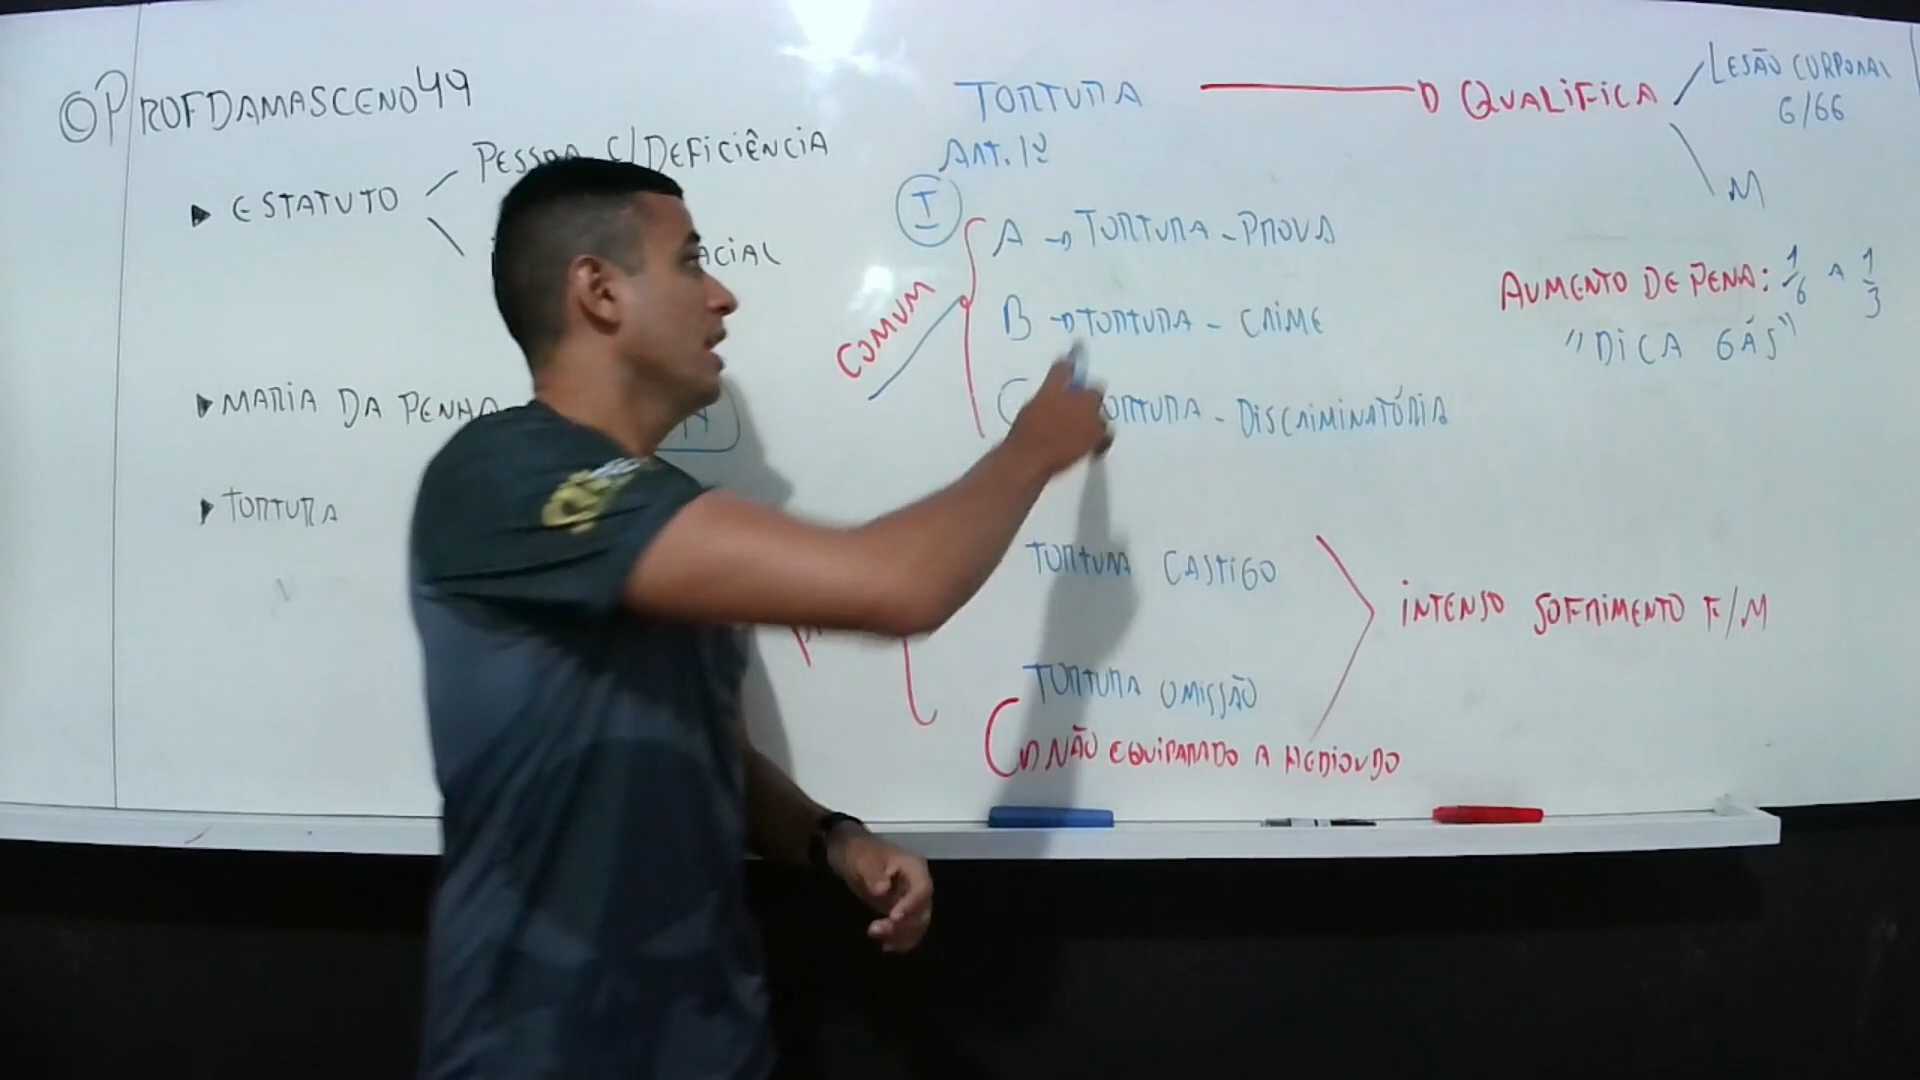 @PROFDAMASCENO49
▶ ESTATUTO
PESSOA C/DEFICIÊNCIA
ACIAL
▶ MARIA DA PENHA
▶ TORTURA
TORTURA
QUALIFICA
LESÃO CORPORAL
G/GG
M
ART. 1º
I
COMUM
A → TORTURA - PROVA
B → TORTURA - CRIME
C
TORTURA - DISCRIMINATÓRIA
AUMENTO DE PENA: 1/6 A 1/3
"DICA GÁS"
TORTURA CASTIGO
TORTURA OMISSÃO
NÃO EQUIPARADO A HEDIONDO
INTENSO SOFRIMENTO F/M